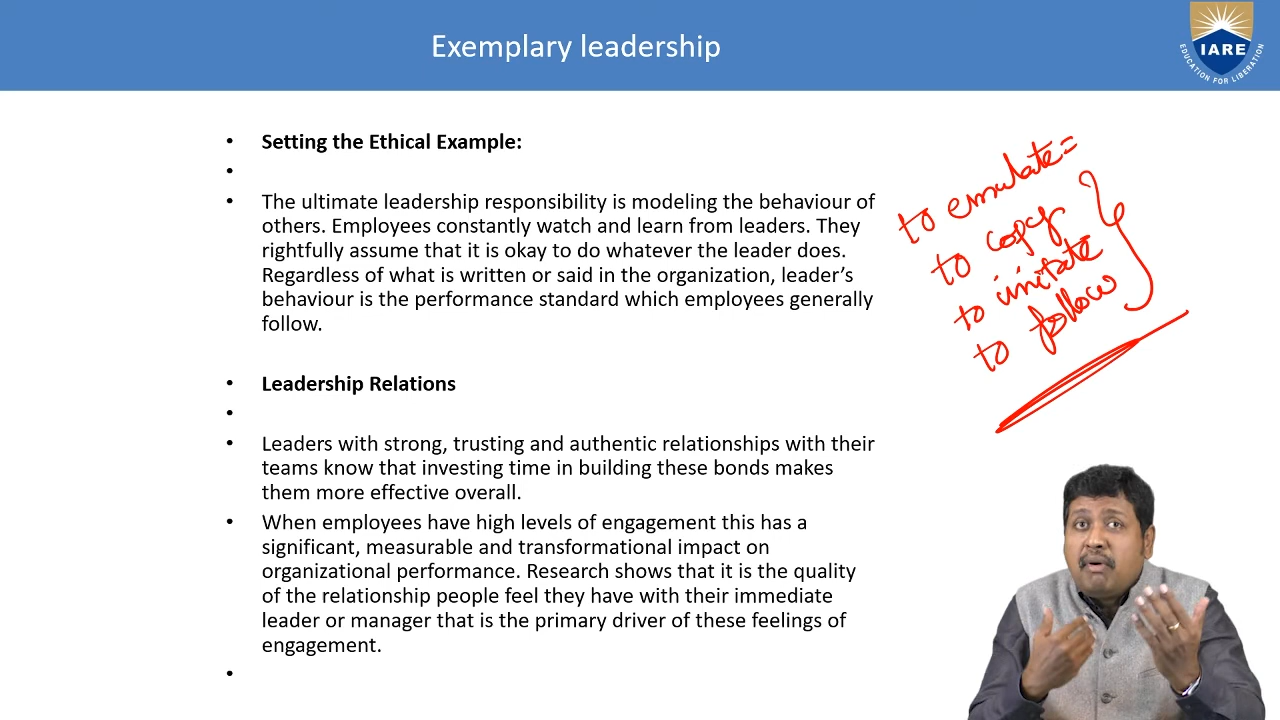 Exemplary leadership
IARE
EDUCATION FOR LIBERATION
• Setting the Ethical Example:
•
• The ultimate leadership responsibility is modeling the behaviour of
others. Employees constantly watch and learn from leaders. They
rightfully assume that it is okay to do whatever the leader does.
Regardless of what is written or said in the organization, leader’s
behaviour is the performance standard which employees generally
follow.
• Leadership Relations
•
• Leaders with strong, trusting and authentic relationships with their
teams know that investing time in building these bonds makes
them more effective overall.
• When employees have high levels of engagement this has a
significant, measurable and transformational impact on
organizational performance. Research shows that it is the quality
of the relationship people feel they have with their immediate
leader or manager that is the primary driver of these feelings of
engagement.
•
to emulate =
to copy
to imitate
to follow